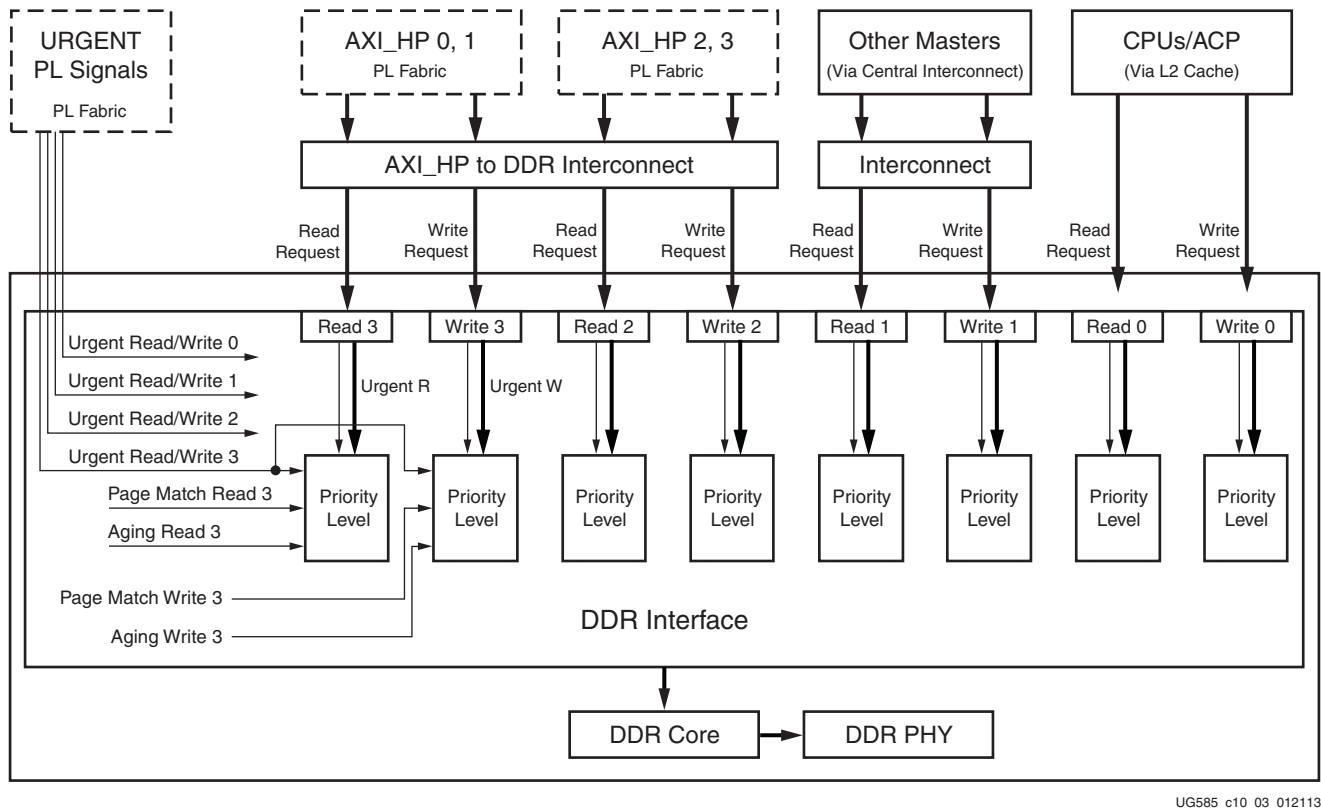 URGENT
PL Signals
PL Fabric
AXI_HP 0, 1
PL Fabric
AXI_HP 2, 3
PL Fabric
Other Masters
(Via Central Interconnect)
CPUs/ACP
(Via L2 Cache)
AXI_HP to DDR Interconnect
Interconnect
Read
Request
Write
Request
Read
Request
Write
Request
Read
Request
Write
Request
Read
Request
Write
Request
Read 3
Write 3
Read 2
Write 2
Read 1
Write 1
Read 0
Write 0
Urgent Read/Write 0
Urgent Read/Write 1
Urgent R
Urgent W
Urgent Read/Write 2
Urgent Read/Write 3
Page Match Read 3
Aging Read 3
Priority
Level
Priority
Level
Priority
Level
Priority
Level
Priority
Level
Priority
Level
Priority
Level
Priority
Level
Page Match Write 3
Aging Write 3
DDR Interface
DDR Core
DDR PHY
UG585_c10_03_012113